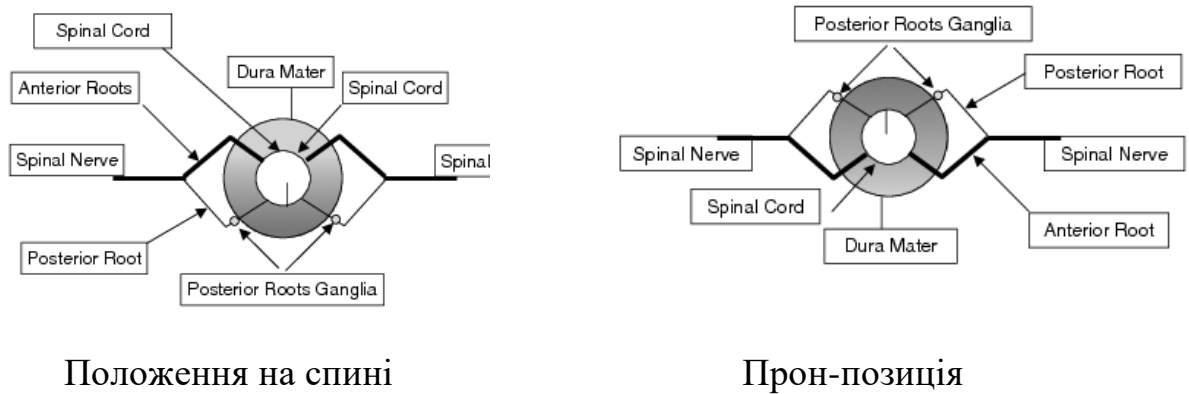 Spinal Cord
Dura Mater
Anterior Roots
Spinal Cord
Spinal Nerve
Spinal
Posterior Root
Posterior Roots Ganglia
Posterior Roots Ganglia
Posterior Root
Spinal Nerve
Spinal Nerve
Spinal Cord
Anterior Root
Dura Mater
Положення на спині
Прон-позиція